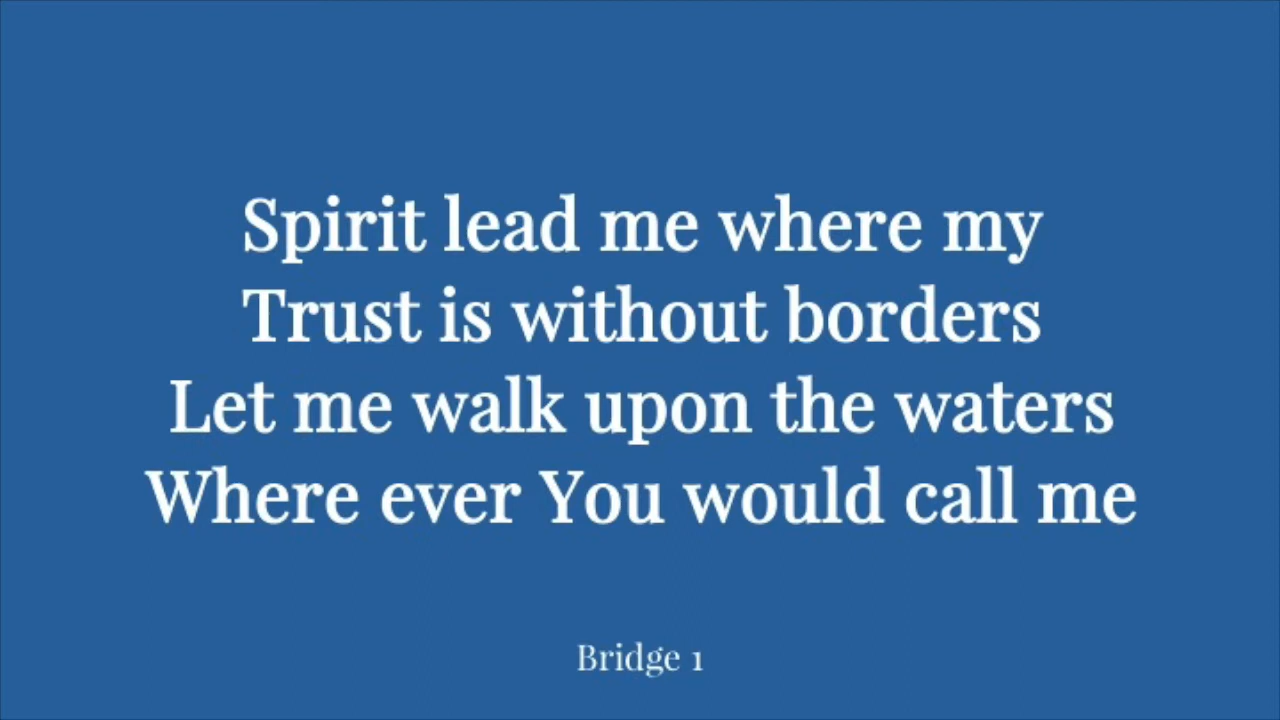 Spirit lead me where my
Trust is without borders
Let me walk upon the waters
Where ever You would call me
Bridge 1